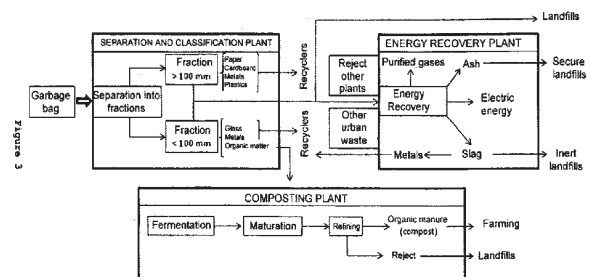 Landfills
SEPARATION AND CLASSIFICATION PLANT
ENERGY RECOVERY PLANT
Garbage
bag
Separation into
fractions
Fraction
> 100 mm
Paper
Cardboard
Metals
Plastics
Recyclers
Fraction
< 100 mm
Glass
Metals
Organic matter
Recyclers
Reject
other
plants
Other
urban
waste
Purified gases
Ash
Secure
landfills
Energy
Recovery
Electric
energy
Metals
Slag
Inert
landfills
COMPOSTING PLANT
Fermentation
Maturation
Refining
Organic manure
(compost)
Farming
Reject
Landfills
Figure 3